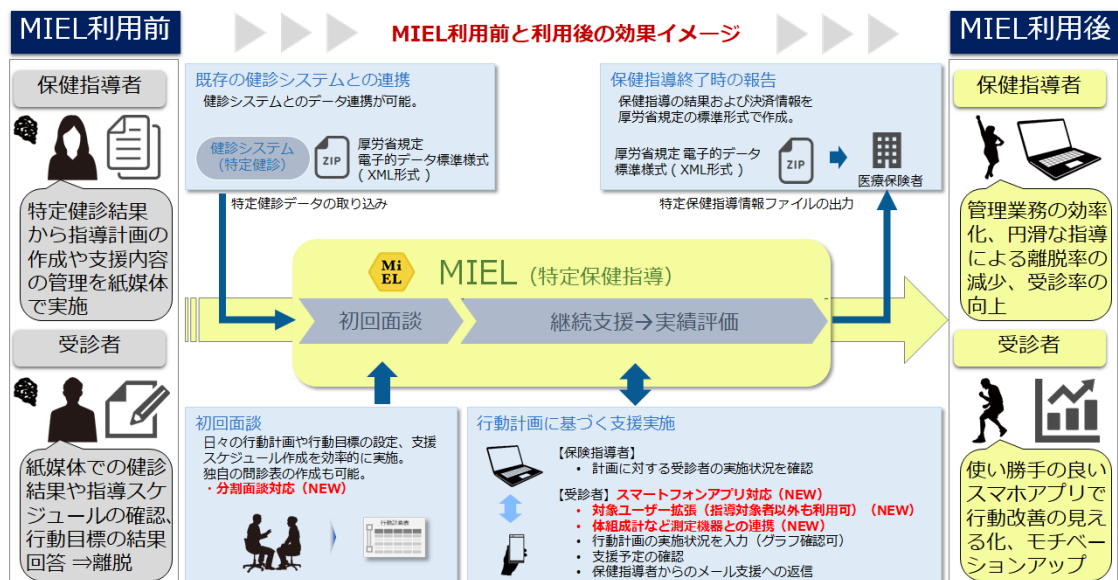 MIEL利用前
MIEL利用前と利用後の効果イメージ
MIEL利用後
保健指導者
特定健診結果
から指導計画の
作成や支援内容
の管理を紙媒体
で実施
受診者
紙媒体での健診
結果や指導スケ
ジュールの確認、
行動目標の結果
回答 ⇒離脱
既存の健診システムとの連携
健診システムとのデータ連携が可能。
健診システム
(特定健診)
ZIP
厚労省規定
電子的データ標準様式
( XML形式 )
特定健診データの取り込み
保健指導終了時の報告
保健指導の結果および決済情報を
厚労省規定の標準形式で作成。
厚労省規定 電子的データ
標準様式 ( XML形式 )
ZIP
医療保険者
特定保健指導情報ファイルの出力
Mi
EL
MIEL (特定保健指導)
初回面談
継続支援→実績評価
初回面談
日々の行動計画や行動目標の設定、支援
スケジュール作成を効率的に実施。
独自の問診表の作成も可能。
・分割面談対応（NEW）
行動計画表
行動計画に基づく支援実施
【保険指導者】
• 計画に対する受診者の実施状況を確認
【受診者】スマートフォンアプリ対応（NEW）
• 対象ユーザー拡張（指導対象者以外も利用可）（NEW）
• 体組成計など測定機器との連携（NEW）
• 行動計画の実施状況を入力（グラフ確認可）
• 支援予定の確認
• 保健指導者からのメール支援への返信
保健指導者
管理業務の効率
化、円滑な指導
による離脱率の
減少、受診率の
向上
受診者
使い勝手の良い
スマホアプリで
行動改善の見え
る化、モチベー
ションアップ